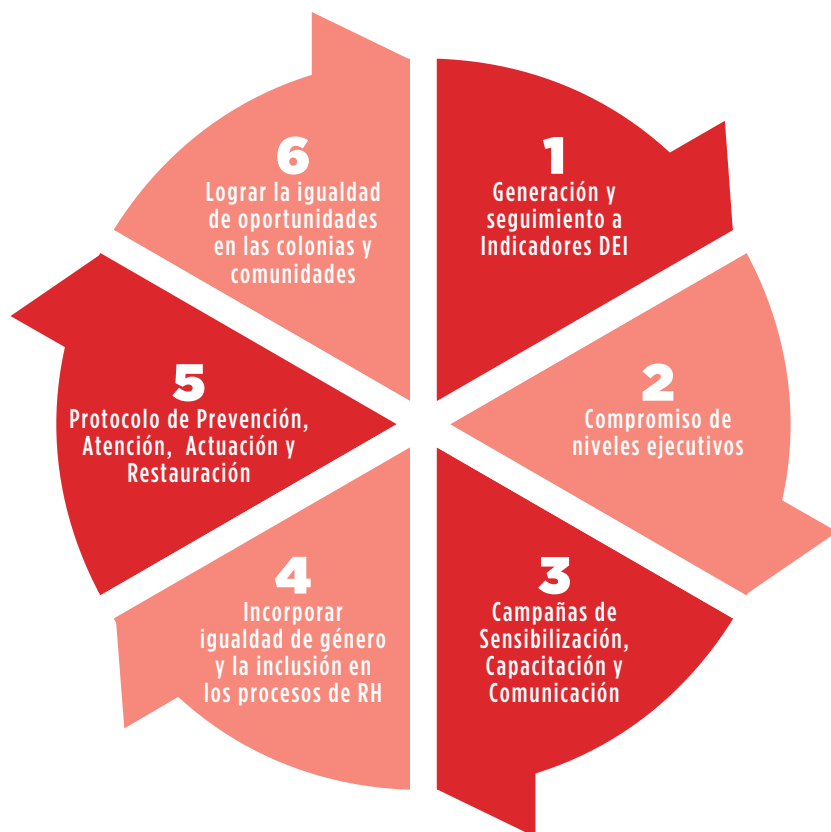 1
Generación y
seguimiento a
Indicadores DEI
2
Compromiso de
niveles ejecutivos
3
Campañas de
Sensibilización,
Capacitación y
Comunicación
4
Incorporar
igualdad de género
y la inclusión en
los procesos de RH
5
Protocolo de Prevención,
Atención, Actuación y
Restauración
6
Lograr la igualdad
de oportunidades
en las colonias y
comunidades